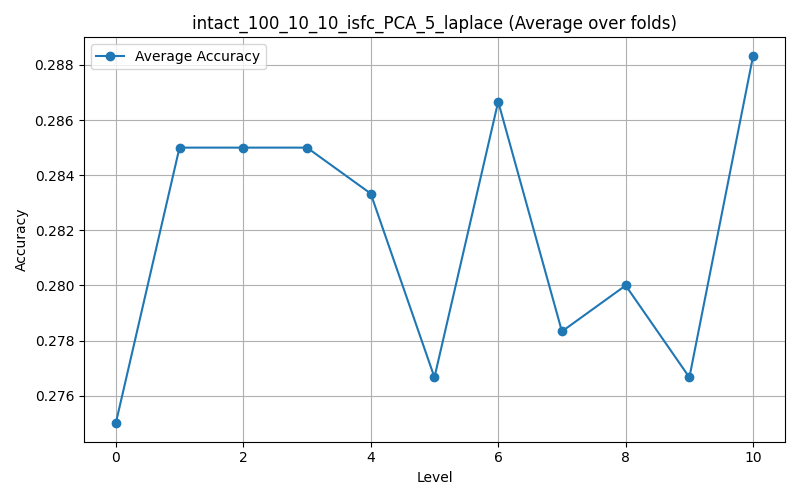 intact_100_10_10_isfc_PCA_5_laplace (Average over folds)
Average Accuracy
0.288
0.286
0.284
0.282
0.280
0.278
0.276
Accuracy
0 2 4 6 8 10
Level